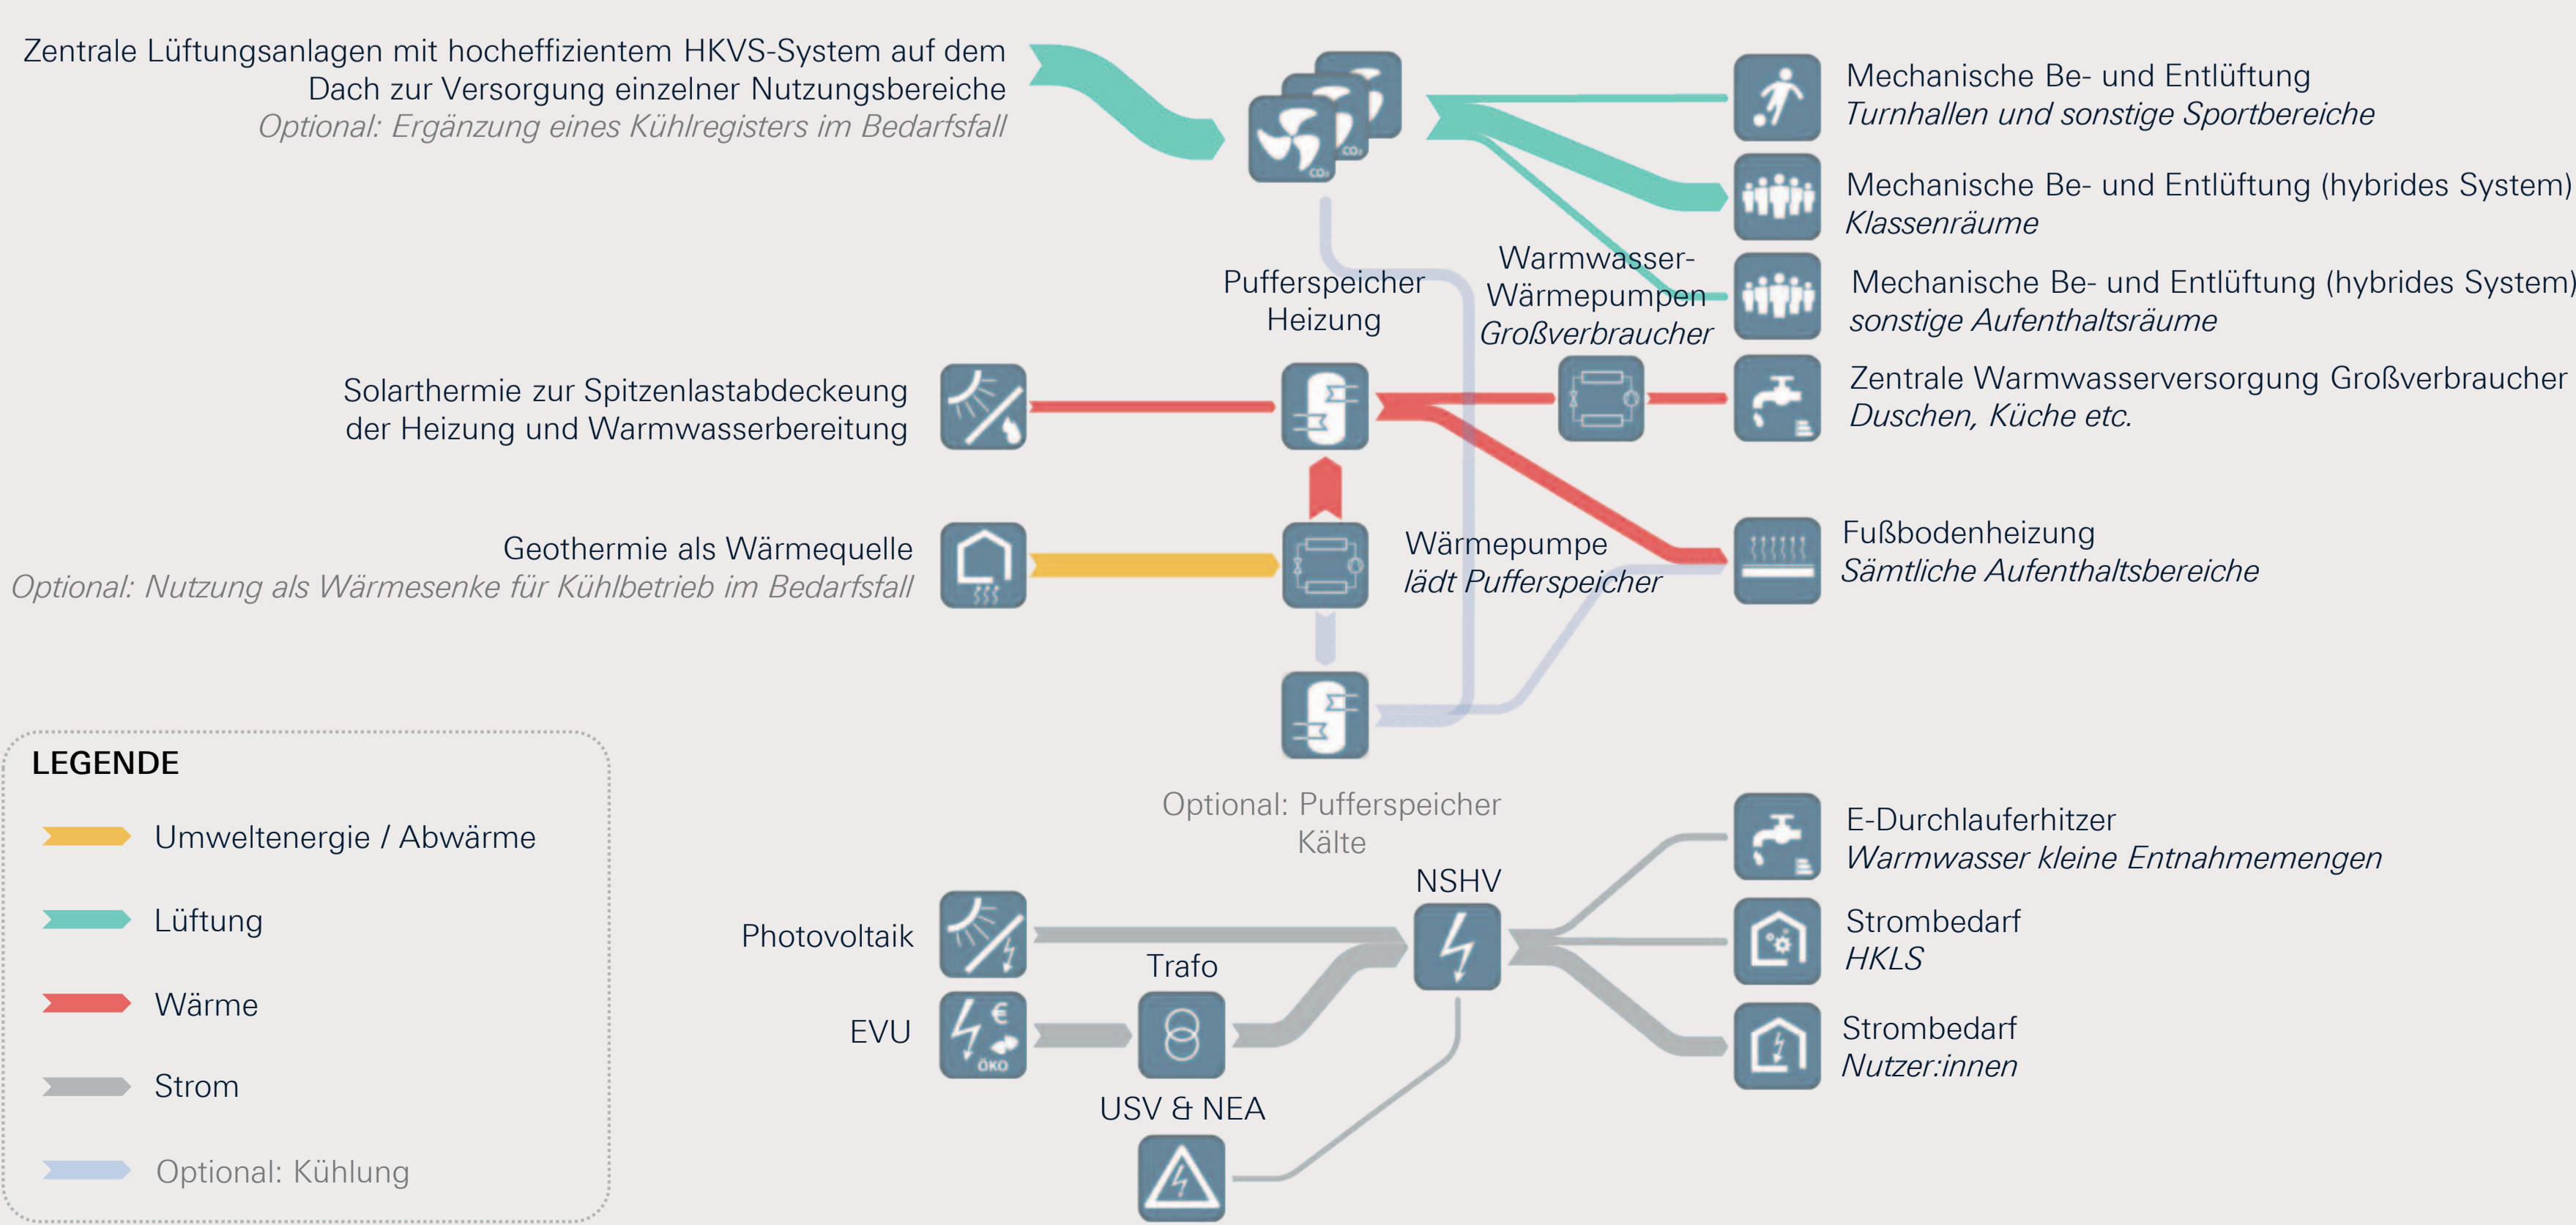 Zentrale Lüftungsanlagen mit hocheffizientem HKVS-System auf dem
Dach zur Versorgung einzelner Nutzungsbereiche
Optional: Ergänzung eines Kühlregisters im Bedarfsfall
CO₂
CO₂
Mechanische Be- und Entlüftung
Turnhallen und sonstige Sportbereiche
Mechanische Be- und Entlüftung (hybrides System)
Klassenräume
Mechanische Be- und Entlüftung (hybrides System)
sonstige Aufenthaltsräume
Pufferspeicher
Heizung
Warmwasser-
Wärmepumpen
Großverbraucher
Solarthermie zur Spitzenlastabdeckeung
der Heizung und Warmwasserbereitung
Zentrale Warmwasserversorgung Großverbraucher
Duschen, Küche etc.
Geothermie als Wärmequelle
Optional: Nutzung als Wärmesenke für Kühlbetrieb im Bedarfsfall
Wärmepumpe
lädt Pufferspeicher
Fußbodenheizung
Sämtliche Aufenthaltsbereiche
Optional: Pufferspeicher
Kälte
LEGENDE
Umweltenergie / Abwärme
Lüftung
Wärme
Strom
Optional: Kühlung
Photovoltaik
EVU
€
ÖKO
Trafo
USV & NEA
NSHV
E-Durchlauferhitzer
Warmwasser kleine Entnahmemengen
Strombedarf
HKLS
Strombedarf
Nutzer:innen